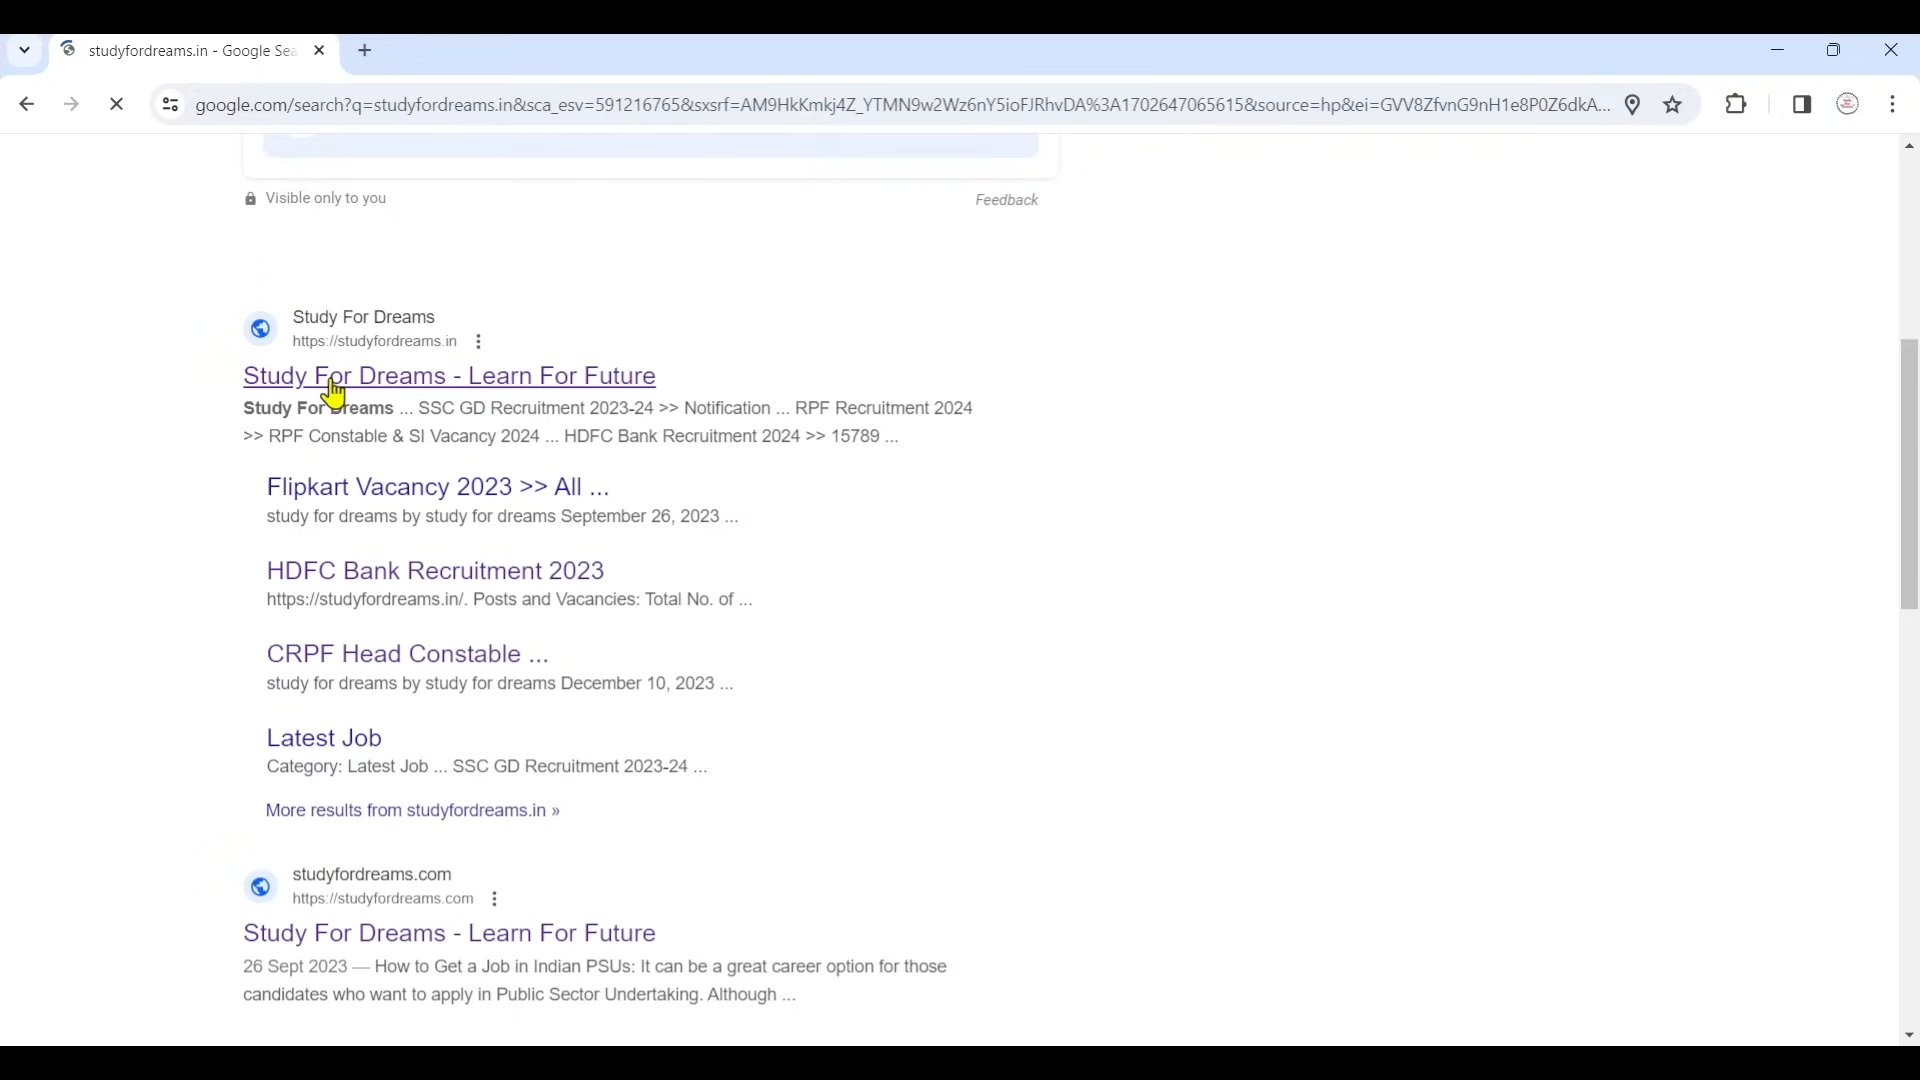 studyfordreams.in - Google Sea
google.com/search?q=studyfordreams.in&sca_esv=591216765&sxsrf=AM9HkKmkj4Z_YTMN9w2Wz6nY5ioFJRhvDA%3A1702647065615&source=hp&ei=GVV8ZfvnG9nH1e8P0Z6dkA...
Visible only to you
Feedback
Study For Dreams
https://studyfordreams.in
Study For Dreams - Learn For Future
Study For Dreams ... SSC GD Recruitment 2023-24 >> Notification ... RPF Recruitment 2024
>> RPF Constable & SI Vacancy 2024 ... HDFC Bank Recruitment 2024 >> 15789 ...
Flipkart Vacancy 2023 >> All ...
study for dreams by study for dreams September 26, 2023 ...
HDFC Bank Recruitment 2023
https://studyfordreams.in/. Posts and Vacancies: Total No. of ...
CRPF Head Constable ...
study for dreams by study for dreams December 10, 2023 ...
Latest Job
Category: Latest Job ... SSC GD Recruitment 2023-24 ...
More results from studyfordreams.in »
studyfordreams.com
https://studyfordreams.com
Study For Dreams - Learn For Future
26 Sept 2023 — How to Get a Job in Indian PSUs: It can be a great career option for those
candidates who want to apply in Public Sector Undertaking. Although ...